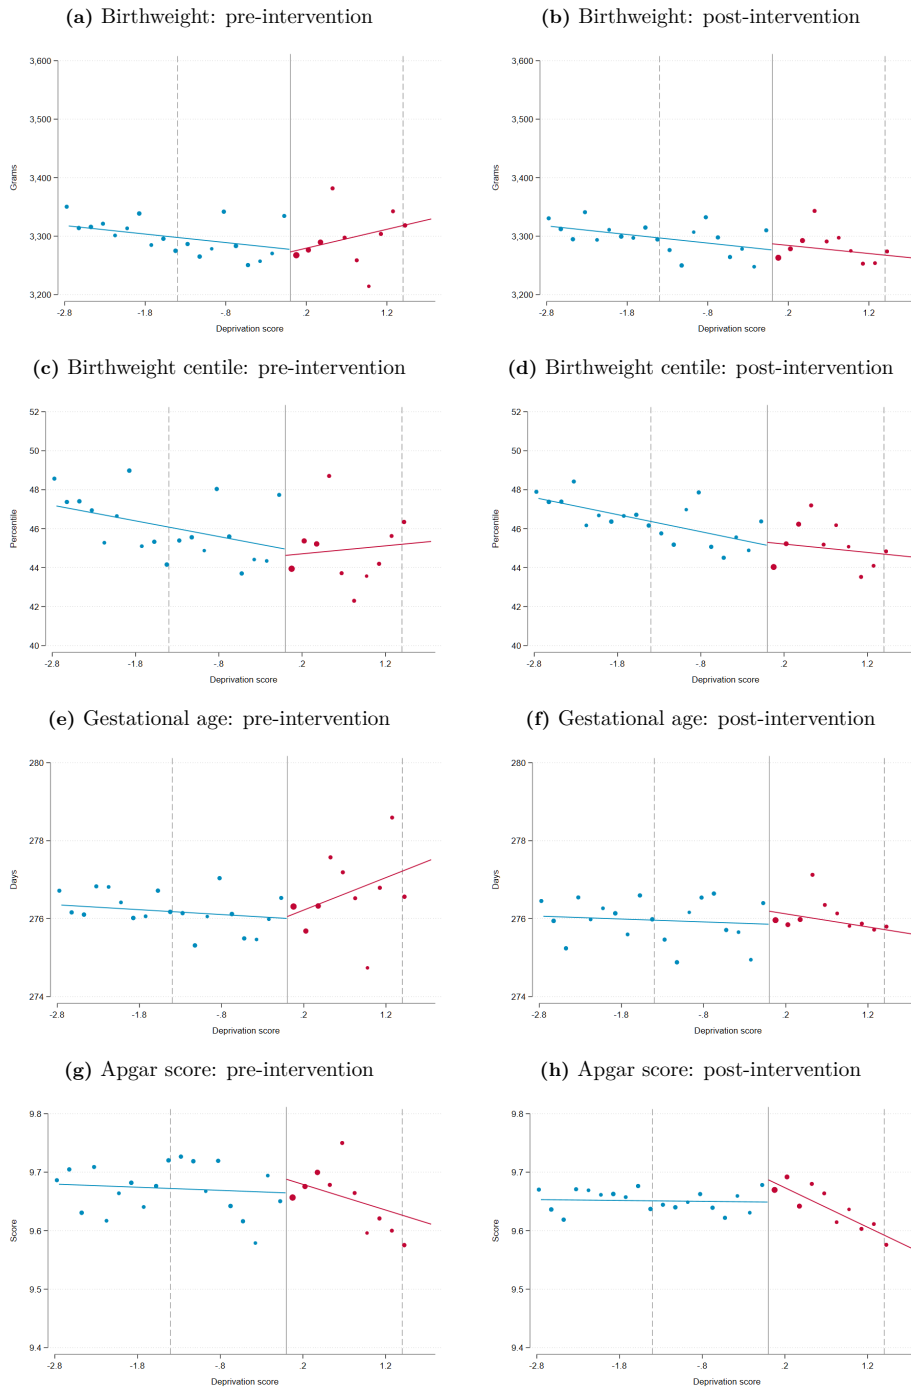 (a) Birthweight: pre-intervention
(b) Birthweight: post-intervention
3,600
3,500
3,400
3,300
3,200
Grams
-2.8 -1.8 -.8 .2 1.2
Deprivation score
3,600
3,500
3,400
3,300
3,200
Grams
-2.8 -1.8 -.8 .2 1.2
Deprivation score
(c) Birthweight centile: pre-intervention
(d) Birthweight centile: post-intervention
52
50
48
46
44
42
40
Percentile
-2.8 -1.8 -.8 .2 1.2
Deprivation score
52
50
48
46
44
42
40
Percentile
-2.8 -1.8 -.8 .2 1.2
Deprivation score
(e) Gestational age: pre-intervention
(f) Gestational age: post-intervention
280
278
276
274
Days
-2.8 -1.8 -.8 .2 1.2
Deprivation score
280
278
276
274
Days
-2.8 -1.8 -.8 .2 1.2
Deprivation score
(g) Apgar score: pre-intervention
(h) Apgar score: post-intervention
9.8
9.7
9.6
9.5
9.4
Score
-2.8 -1.8 -.8 .2 1.2
Deprivation score
9.8
9.7
9.6
9.5
9.4
Score
-2.8 -1.8 -.8 .2 1.2
Deprivation score